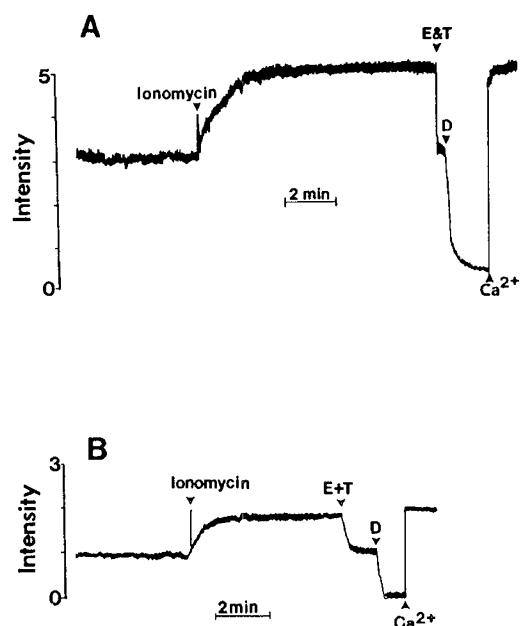 A
E&T
5
Ionomycin
D
Intensity
2 min
0
Ca2+
B
3
Ionomycin
E+T
D
Intensity
0
2min
Ca2+